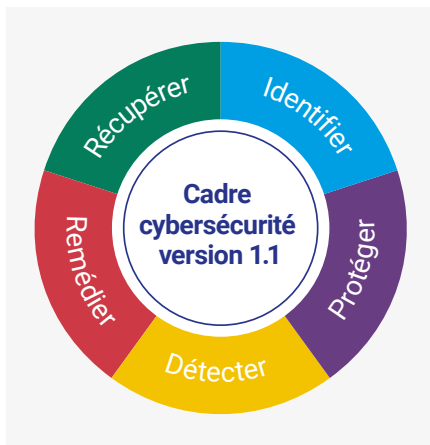 Cadre
cybersécurité
version 1.1
Identifier
Protéger
Détecter
Remédier
Récupérer